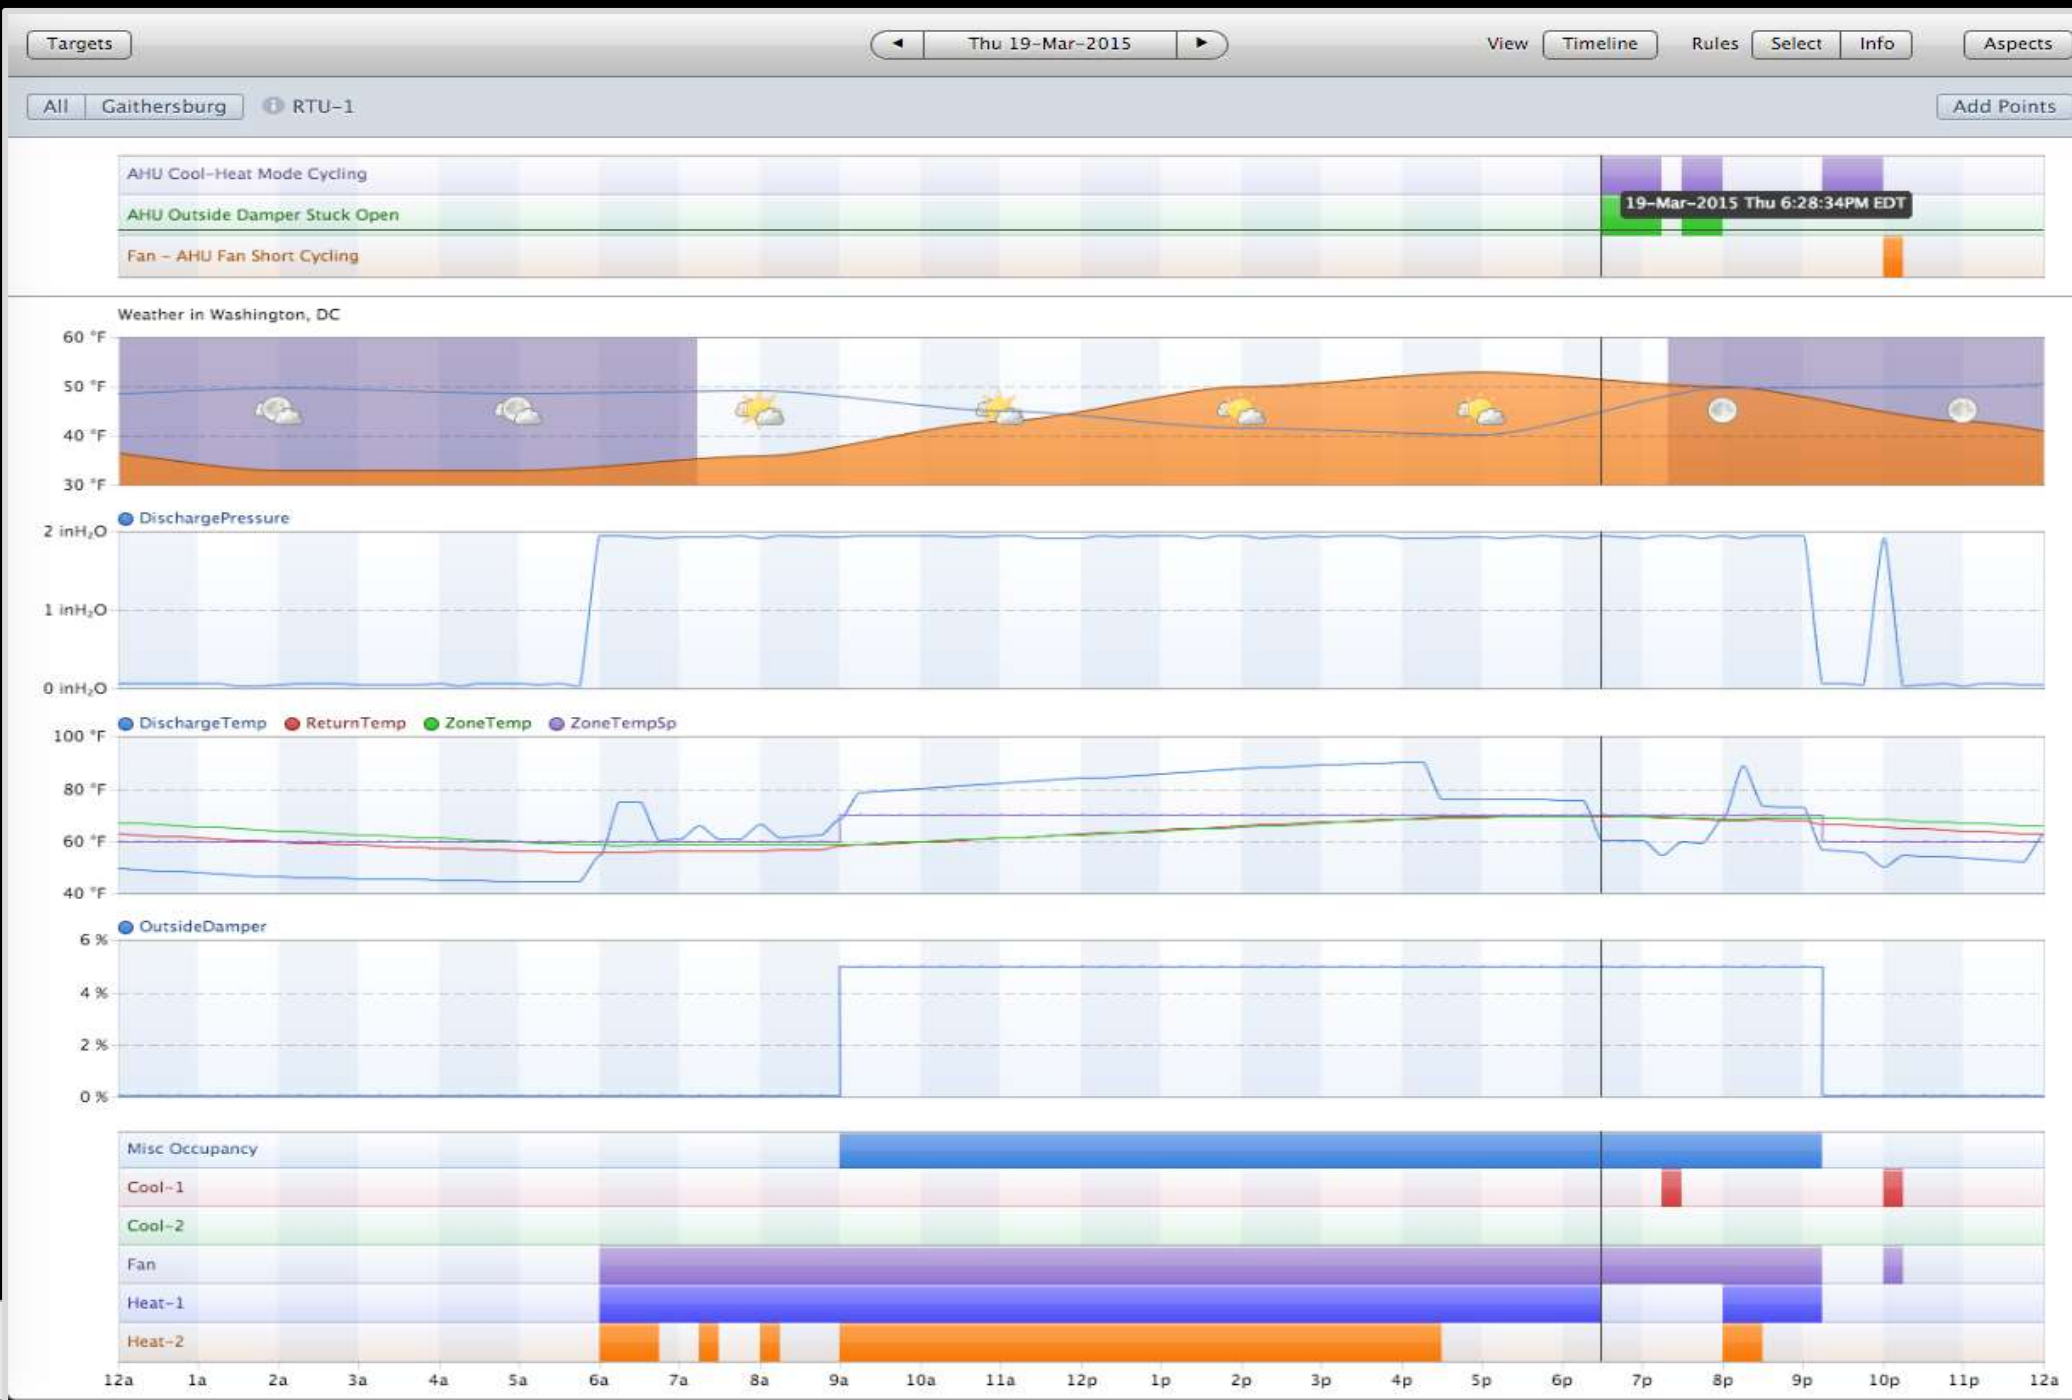 Targets ◄ Thu 19-Mar-2015 ► View Timeline Rules Select Info Aspects
All Gaithersburg RTU-1 Add Points
AHU Cool-Heat Mode Cycling
19-Mar-2015 Thu 6:28:34PM EDT
AHU Outside Damper Stuck Open
Fan - AHU Fan Short Cycling
Weather in Washington, DC
60 °F
50 °F
40 °F
30 °F
DischargePressure
2 inH₂O
1 inH₂O
0 inH₂O
DischargeTemp ReturnTemp ZoneTemp ZoneTempSp
100 °F
80 °F
60 °F
40 °F
OutsideDamper
6 %
4 %
2 %
0 %
Misc Occupancy
Cool-1
Cool-2
Fan
Heat-1
Heat-2
12a 1a 2a 3a 4a 5a 6a 7a 8a 9a 10a 11a 12p 1p 2p 3p 4p 5p 6p 7p 8p 9p 10p 11p 12a